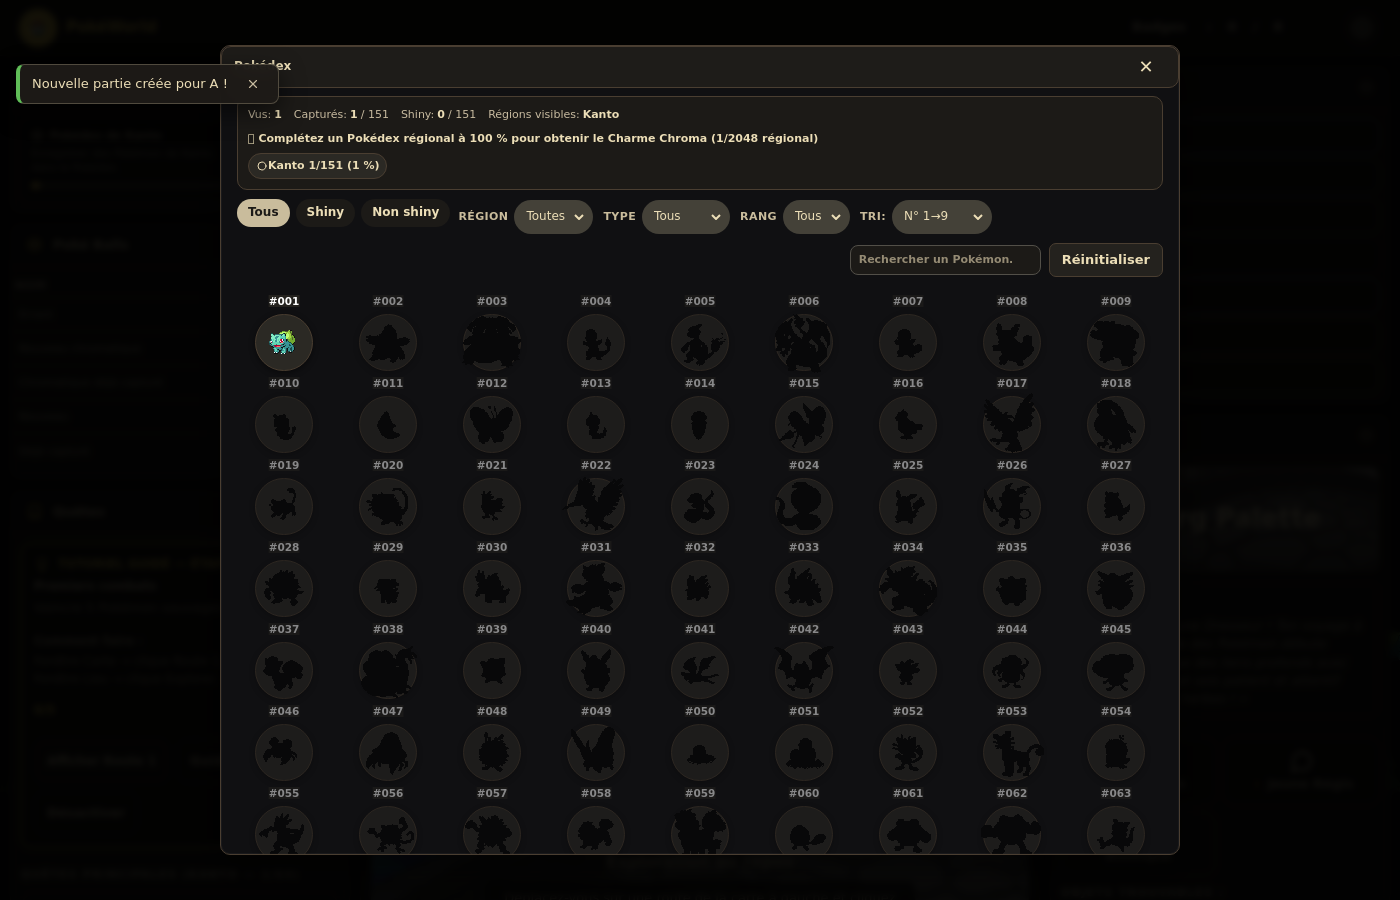 Nouvelle partie créée pour A !
Pokédex
Vus: 1 Capturés: 1 / 151 Shiny: 0 / 151 Régions visibles: Kanto
Complétez un Pokédex régional à 100 % pour obtenir le Charme Chroma (1/2048 régional)
Kanto 1/151 (1 %)
Tous Shiny Non shiny RÉGION Toutes TYPE Tous RANG Tous TRI: N° 1→9
Rechercher un Pokémon. Réinitialiser
#001 #002 #003 #004 #005 #006 #007 #008 #009
#010 #011 #012 #013 #014 #015 #016 #017 #018
#019 #020 #021 #022 #023 #024 #025 #026 #027
#028 #029 #030 #031 #032 #033 #034 #035 #036
#037 #038 #039 #040 #041 #042 #043 #044 #045
#046 #047 #048 #049 #050 #051 #052 #053 #054
#055 #056 #057 #058 #059 #060 #061 #062 #063